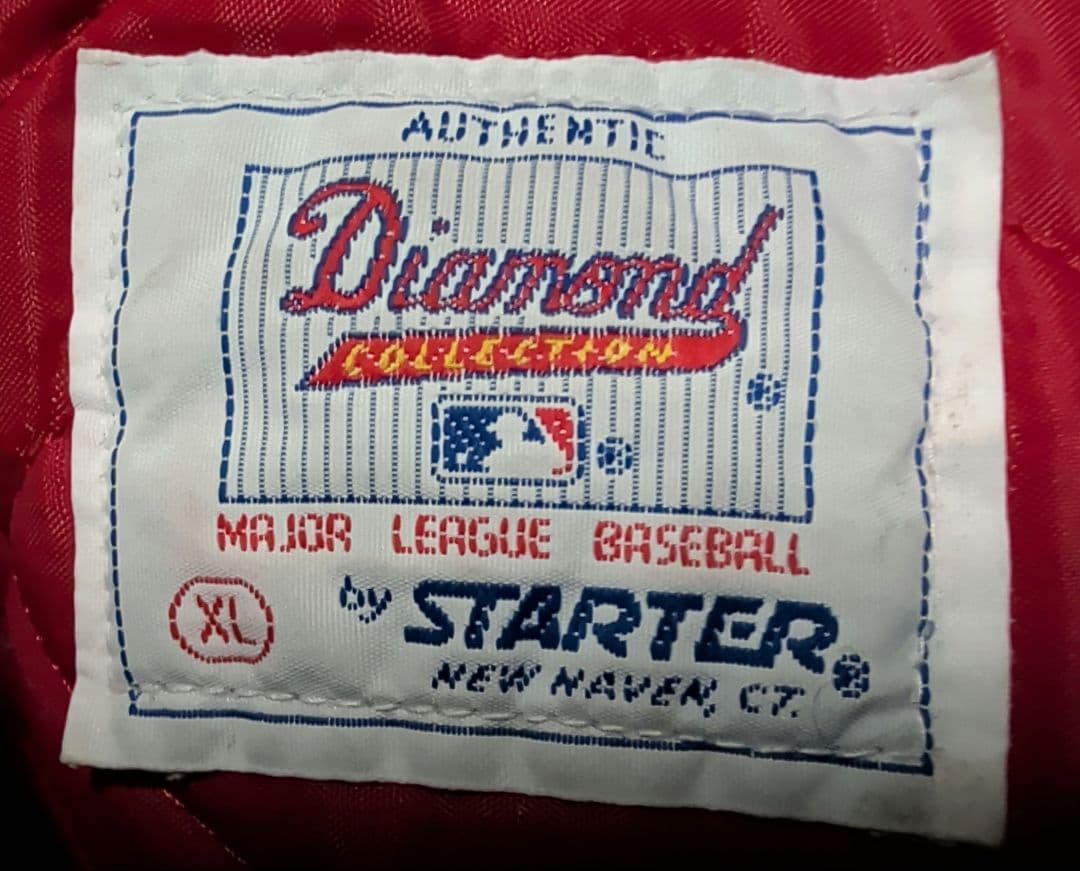 AUTHENTIC
Diamond
COLLECTION ®
®
MAJOR LEAGUE BASEBALL
XL
by STARTER®
NEW HAVEN, CT.